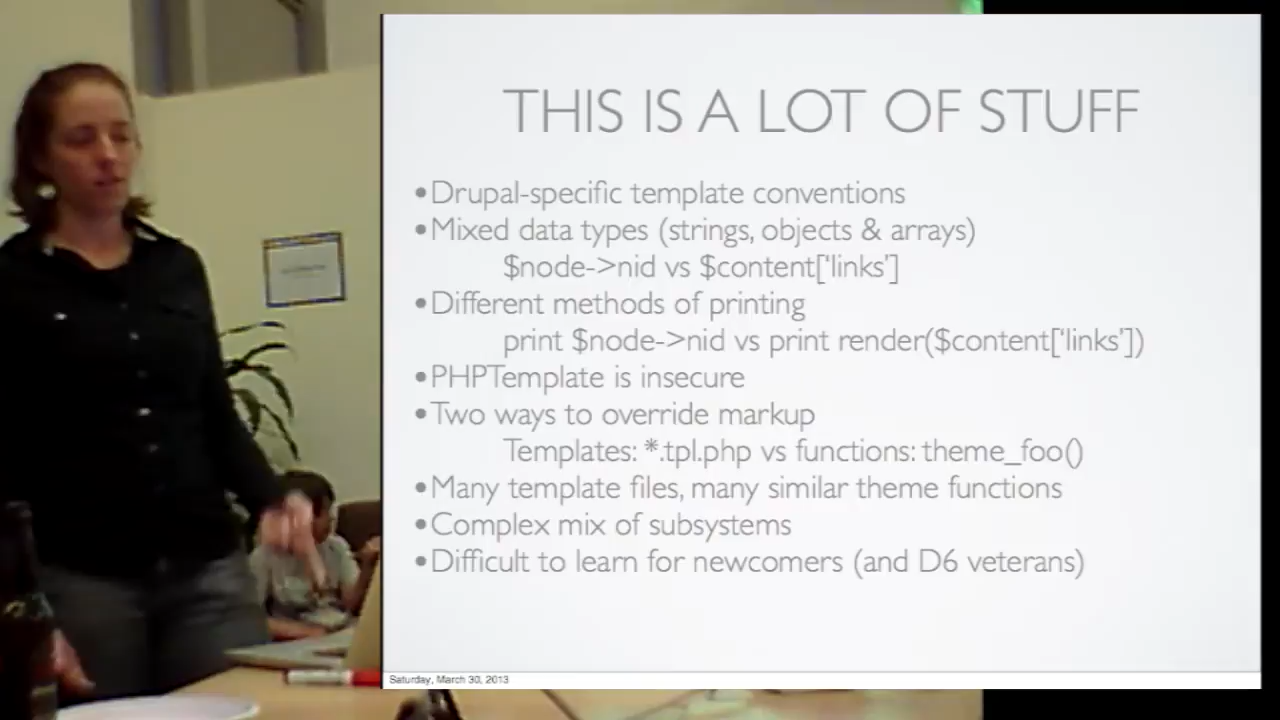 THIS IS A LOT OF STUFF
•Drupal-specific template conventions
•Mixed data types (strings, objects & arrays)
$node->nid vs $content['links']
•Different methods of printing
print $node->nid vs print render($content['links'])
•PHPTemplate is insecure
•Two ways to override markup
Templates: *.tpl.php vs functions: theme_foo()
•Many template files, many similar theme functions
•Complex mix of subsystems
•Difficult to learn for newcomers (and D6 veterans)
Saturday, March 30, 2013